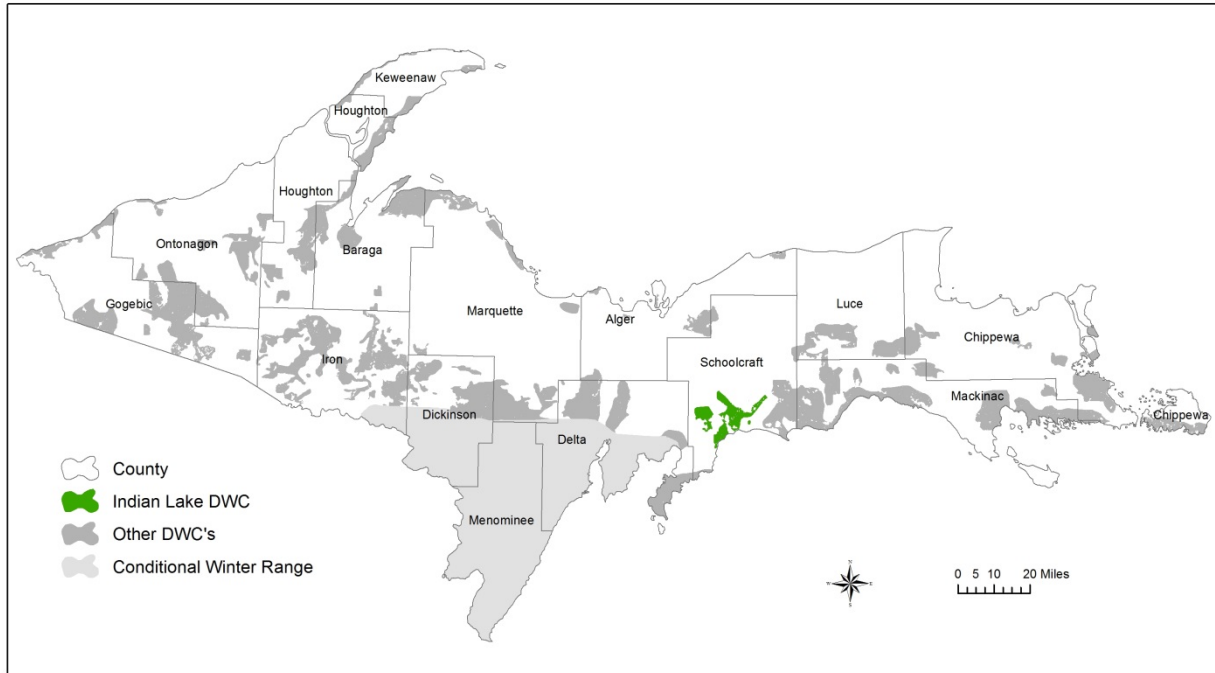 Keweenaw
Houghton
Houghton
Ontonagon
Baraga
Gogebic
Marquette
Alger
Luce
Chippewa
Iron
Schoolcraft
Mackinac
Chippewa
Dickinson
Delta
Menominee
County
Indian Lake DWC
Other DWC's
Conditional Winter Range
N
W E
S
0 5 10 20 Miles